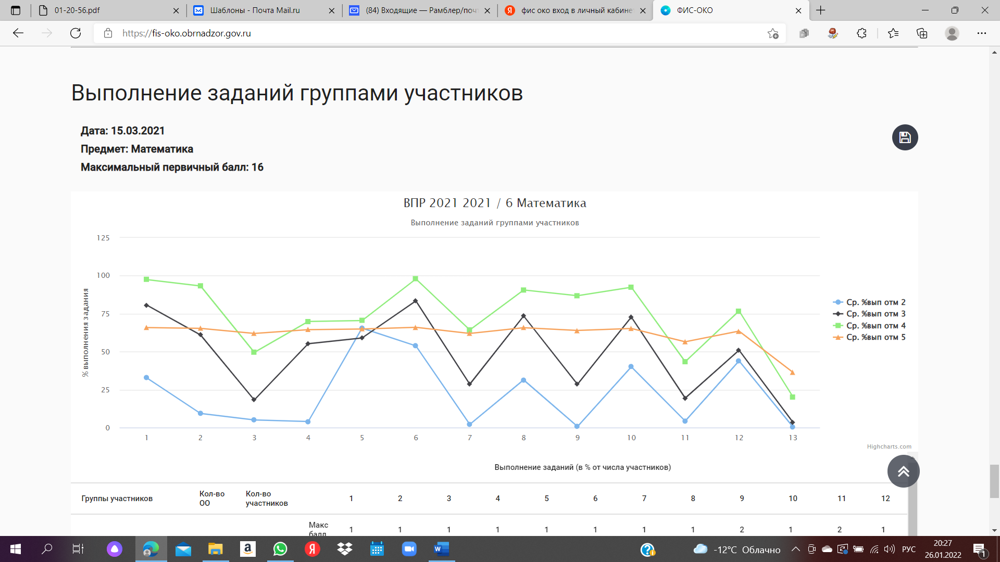 01-20-56.pdf
Шаблоны - Почта Mail.ru
(84) Входящие — Рамблер/поч
фис око вход в личный кабине
ФИС-ОКО
https://fis-oko.obrnadzor.gov.ru
Выполнение заданий группами участников
Дата: 15.03.2021
Предмет: Математика
Максимальный первичный балл: 16
ВПР 2021 2021 / 6 Математика
Выполнение заданий группами участников
125
100
75
50
25
0
% выполнения задания
1 2 3 4 5 6 7 8 9 10 11 12 13
Ср. %вып отм 2
Ср. %вып отм 3
Ср. %вып отм 4
Ср. %вып отм 5
Highcharts.com
Выполнение заданий (в % от числа участников)
Группы участников Кол-во ОО Кол-во участников 1 2 3 4 5 6 7 8 9 10 11 12
Макс балл 1 1 1 1 1 1 1 1 2 1 2 1
-12°C Облачно
РУС
20:27
26.01.2022
1